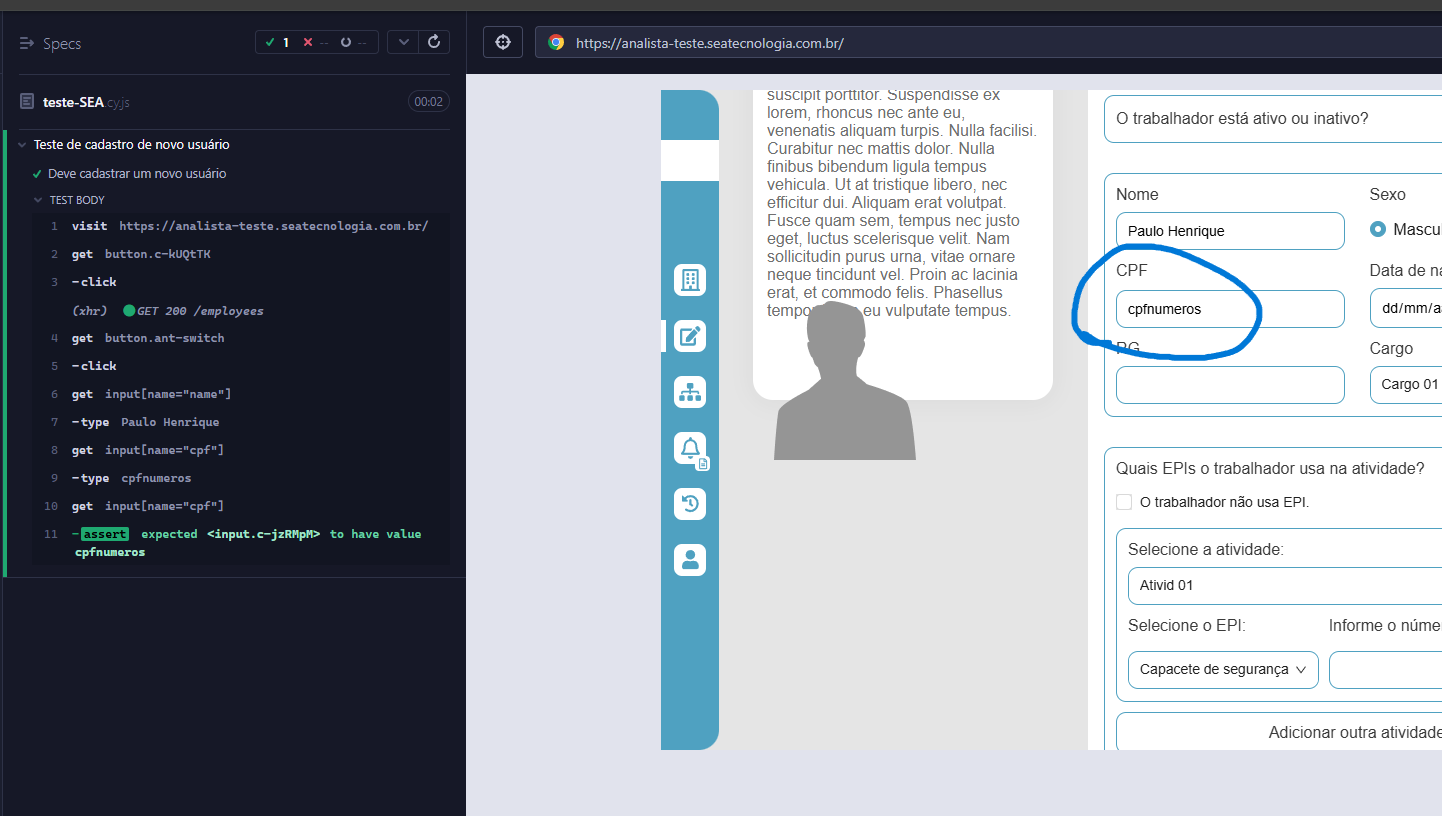 Specs
1
--
--
https://analista-teste.seatecnologia.com.br/
teste-SEA.cy.js
00:02
Teste de cadastro de novo usuário
Deve cadastrar um novo usuário
TEST BODY
1 visit https://analista-teste.seatecnologia.com.br/
2 get button.c-kUQtTK
3 -click
(xhr) GET 200 /employees
4 get button.ant-switch
5 -click
6 get input[name="name"]
7 -type Paulo Henrique
8 get input[name="cpf"]
9 -type cpfnumeros
10 get input[name="cpf"]
11 -assert expected <input.c-jzRMpM> to have value
cpfnumeros
suscipit porttitor. Suspendisse ex
lorem, rhoncus nec ante eu,
venenatis aliquam turpis. Nulla facilisi.
Curabitur nec mattis dolor. Nulla
finibus bibendum ligula tempus
vehicula. Ut at tristique libero, nec
efficitur dui. Aliquam erat volutpat.
Fusce quam sem, tempus nec justo
eget, luctus scelerisque velit. Nam
sollicitudin purus urna, vitae ornare
neque tincidunt vel. Proin ac lacinia
erat, et commodo felis. Phasellus
tempo eu vulputate tempus.
O trabalhador está ativo ou inativo?
Nome
Sexo
Paulo Henrique
Mascul
CPF
Data de na
cpfnumeros
dd/mm/a
RG
Cargo
Cargo 01
Quais EPIs o trabalhador usa na atividade?
O trabalhador não usa EPI.
Selecione a atividade:
Ativid 01
Selecione o EPI:
Informe o núme
Capacete de segurança
Adicionar outra atividade